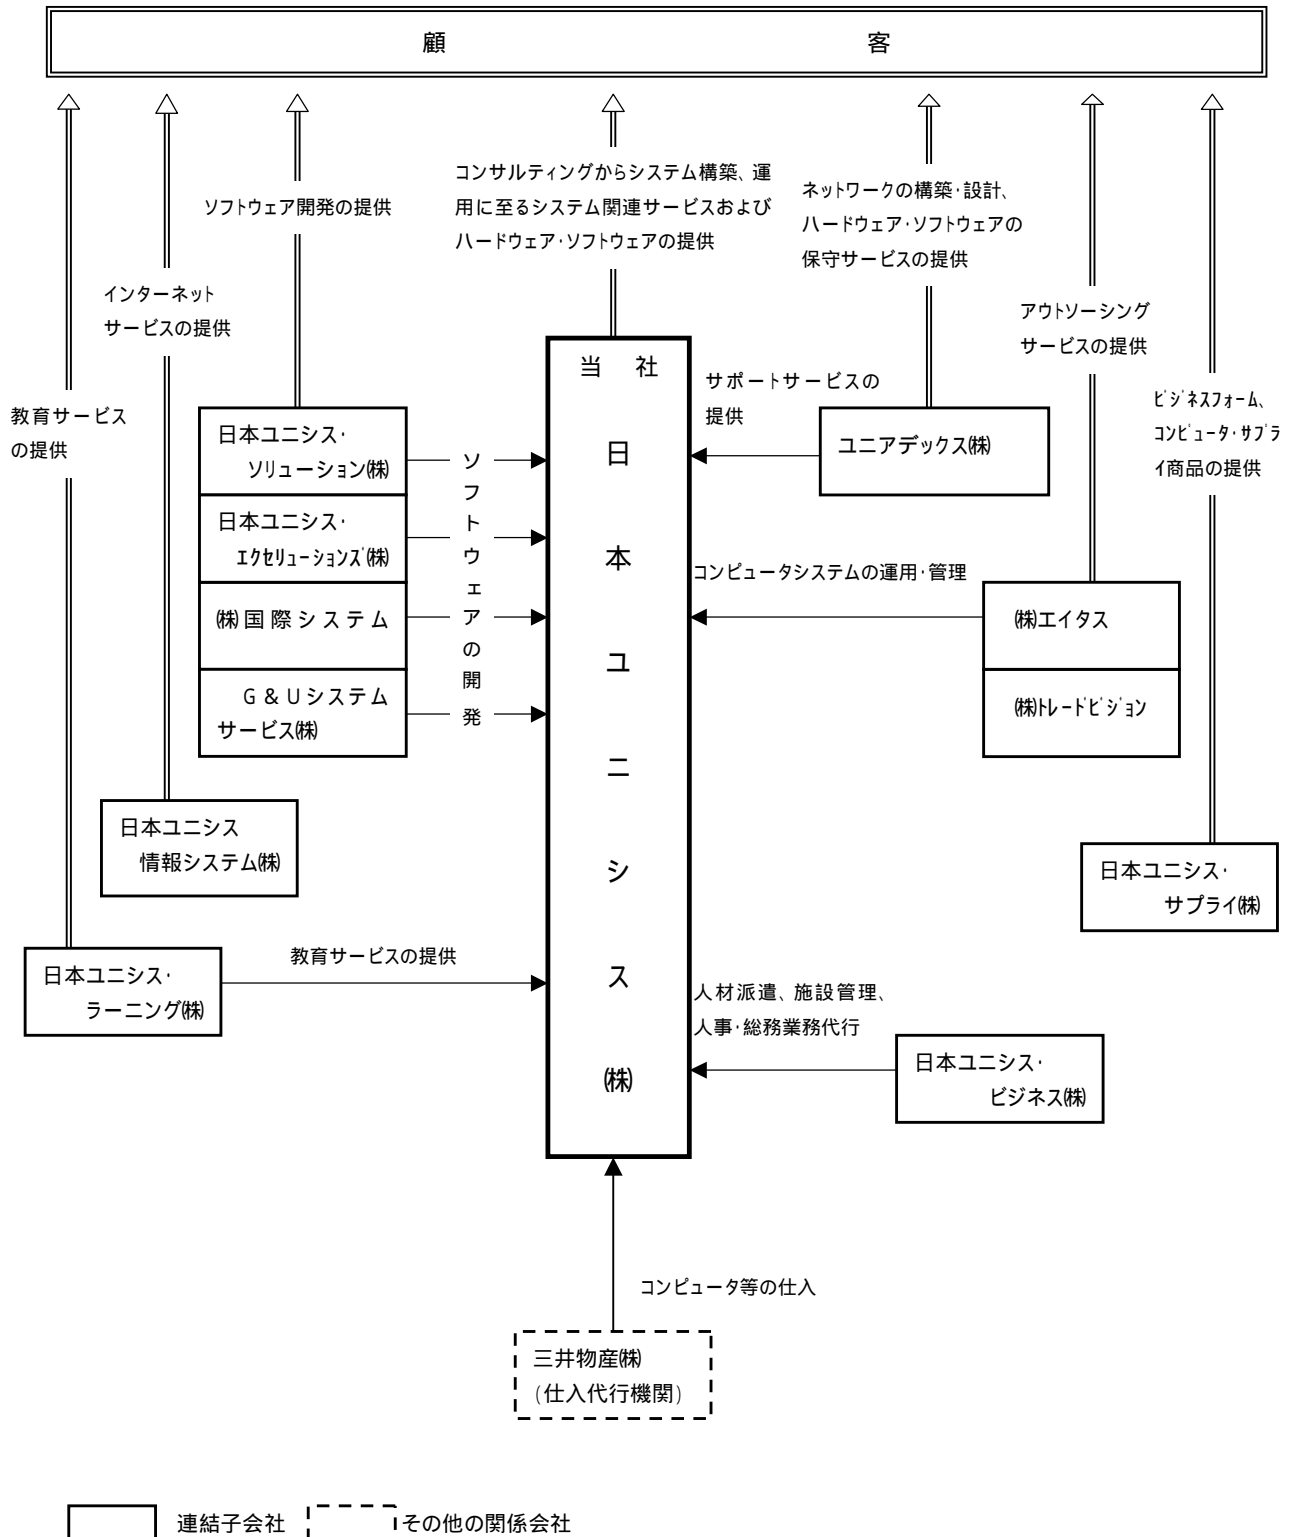 顧 客
コンサルティングからシステム構築、運
用に至るシステム関連サービスおよび
ハードウェア・ソフトウェアの提供
ソフトウェア開発の提供
ネットワークの構築・設計、
ハードウェア・ソフトウェアの
保守サービスの提供
インターネット
サービスの提供
アウトソーシング
サービスの提供
教育サービス
の提供
ビジネスフォーム、
コンピュータ・サプラ
イ商品の提供
当 社
日本ユニシス㈱
サポートサービスの
提供
ユニアデックス㈱
日本ユニシス・
ソリューション㈱
日本ユニシス・
エクセリューションズ㈱
㈱国際システム
G&Uシステム
サービス㈱
ソフトウェアの開発
コンピュータシステムの運用・管理
㈱エイタス
㈱トレードビジョン
日本ユニシス
情報システム㈱
日本ユニシス・
サプライ㈱
日本ユニシス・
ラーニング㈱
教育サービスの提供
人材派遣、施設管理、
人事・総務業務代行
日本ユニシス・
ビジネス㈱
コンピュータ等の仕入
三井物産㈱
(仕入代行機関)
連結子会社
その他の関係会社